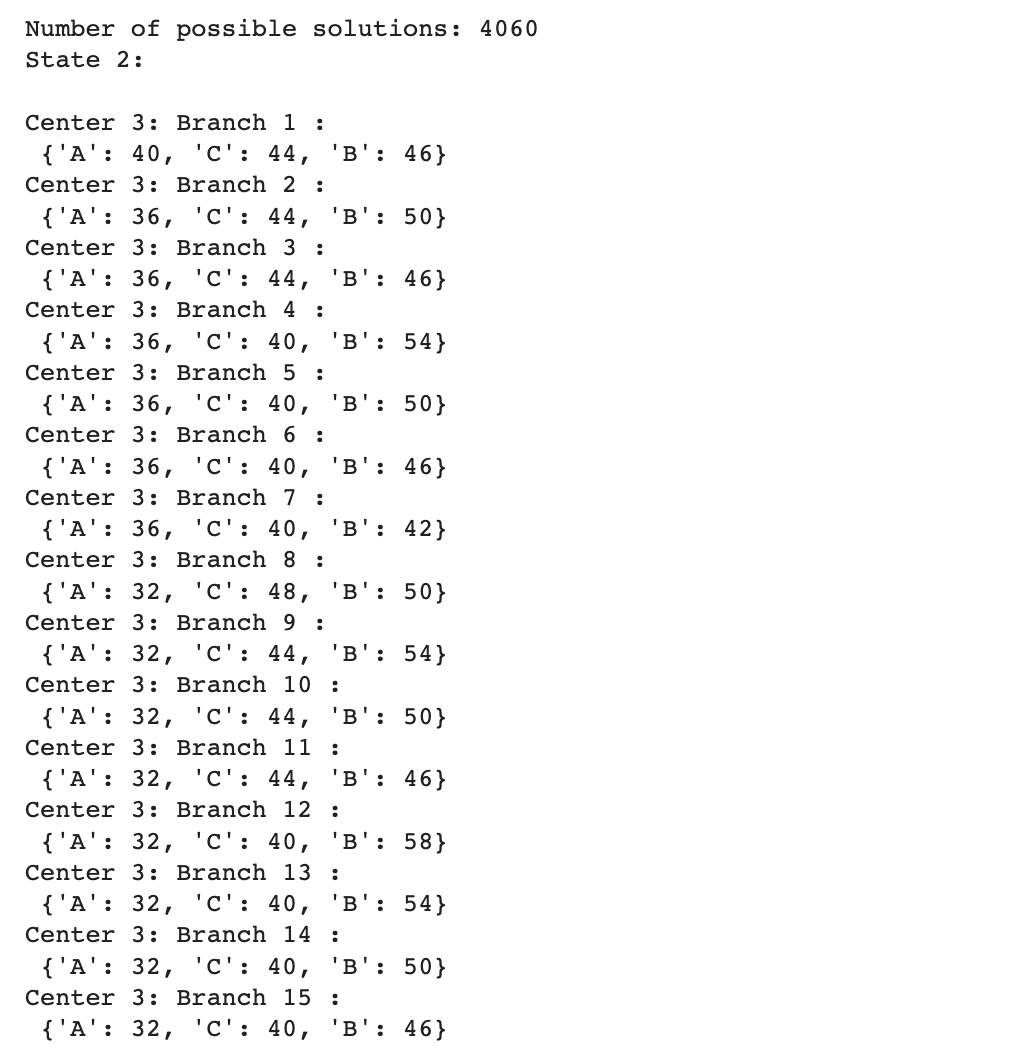 Number of possible solutions: 4060
State 2:
Center 3: Branch 1 :
{'A': 40, 'C': 44, 'B': 46}
Center 3: Branch 2 :
{'A': 36, 'C': 44, 'B': 50}
Center 3: Branch 3 :
{'A': 36, 'C': 44, 'B': 46}
Center 3: Branch 4 :
{'A': 36, 'C': 40, 'B': 54}
Center 3: Branch 5 :
{'A': 36, 'C': 40, 'B': 50}
Center 3: Branch 6 :
{'A': 36, 'C': 40, 'B': 46}
Center 3: Branch 7 :
{'A': 36, 'C': 40, 'B': 42}
Center 3: Branch 8 :
{'A': 32, 'C': 48, 'B': 50}
Center 3: Branch 9 :
{'A': 32, 'C': 44, 'B': 54}
Center 3: Branch 10 :
{'A': 32, 'C': 44, 'B': 50}
Center 3: Branch 11 :
{'A': 32, 'C': 44, 'B': 46}
Center 3: Branch 12 :
{'A': 32, 'C': 40, 'B': 58}
Center 3: Branch 13 :
{'A': 32, 'C': 40, 'B': 54}
Center 3: Branch 14 :
{'A': 32, 'C': 40, 'B': 50}
Center 3: Branch 15 :
{'A': 32, 'C': 40, 'B': 46}